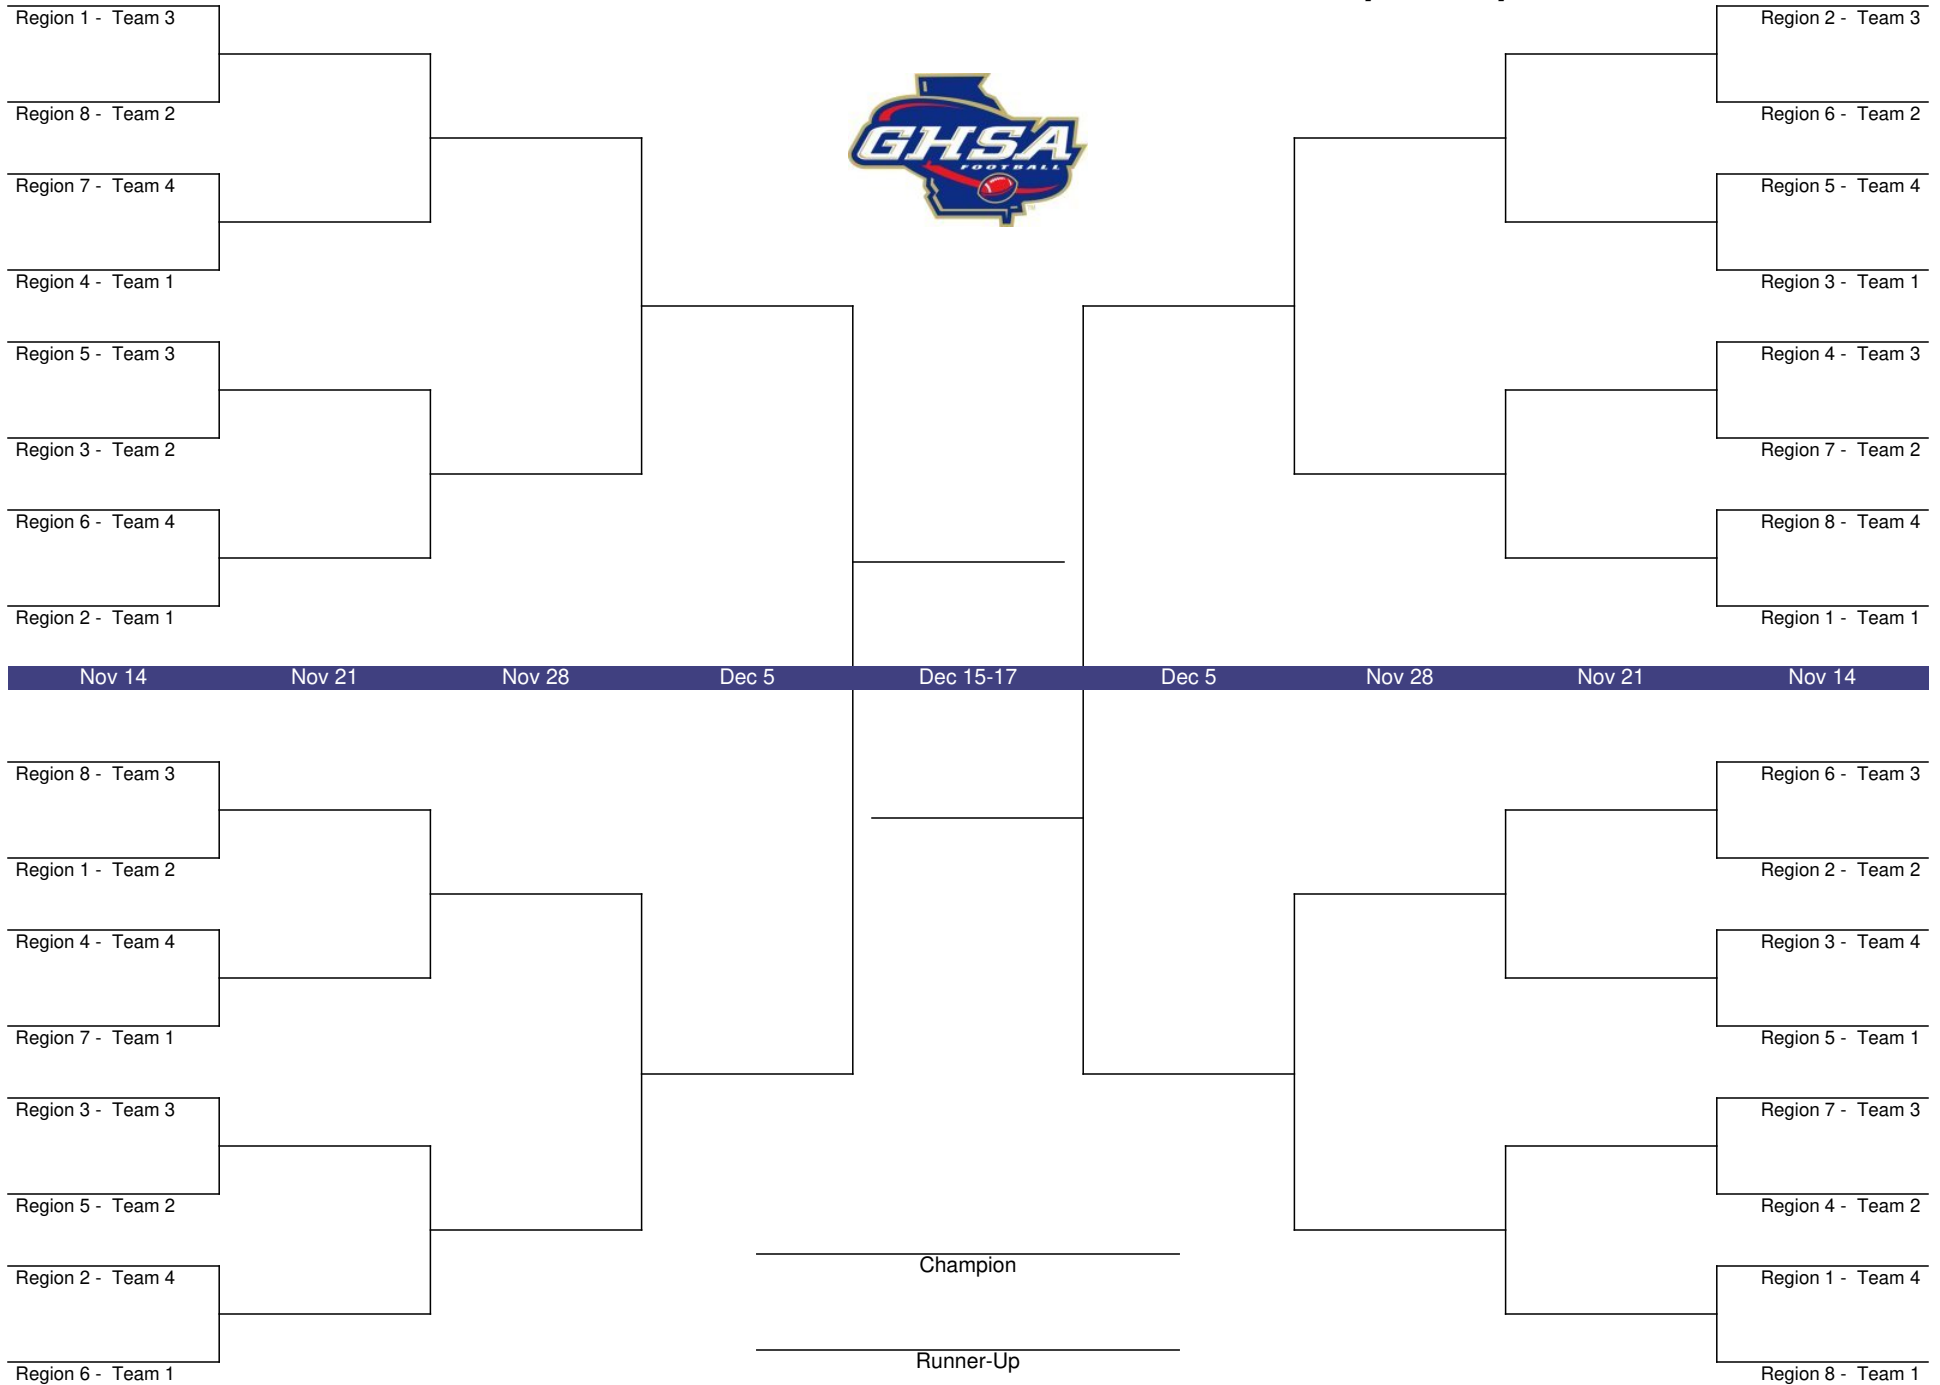 Region 1 - Team 3
Region 8 - Team 2
Region 7 - Team 4
Region 4 - Team 1
Region 5 - Team 3
Region 3 - Team 2
Region 6 - Team 4
Region 2 - Team 1
GHSA
FOOTBALL
Region 2 - Team 3
Region 6 - Team 2
Region 5 - Team 4
Region 3 - Team 1
Region 4 - Team 3
Region 7 - Team 2
Region 8 - Team 4
Region 1 - Team 1
Nov 14 Nov 21 Nov 28 Dec 5 Dec 15-17 Dec 5 Nov 28 Nov 21 Nov 14
Region 8 - Team 3
Region 1 - Team 2
Region 4 - Team 4
Region 7 - Team 1
Region 3 - Team 3
Region 5 - Team 2
Region 2 - Team 4
Region 6 - Team 1
Champion
Runner-Up
Region 6 - Team 3
Region 2 - Team 2
Region 3 - Team 4
Region 5 - Team 1
Region 7 - Team 3
Region 4 - Team 2
Region 1 - Team 4
Region 8 - Team 1